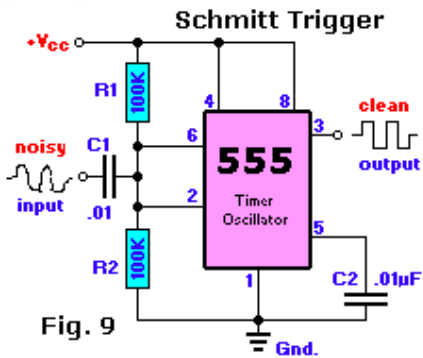 Schmitt Trigger
+Vcc
R1
100K
4
8
clean
6
3
noisy
C1
555
output
2
Timer
Oscillator
input
.01
5
R2
100K
1
C2
.01µF
Fig. 9
Gnd.